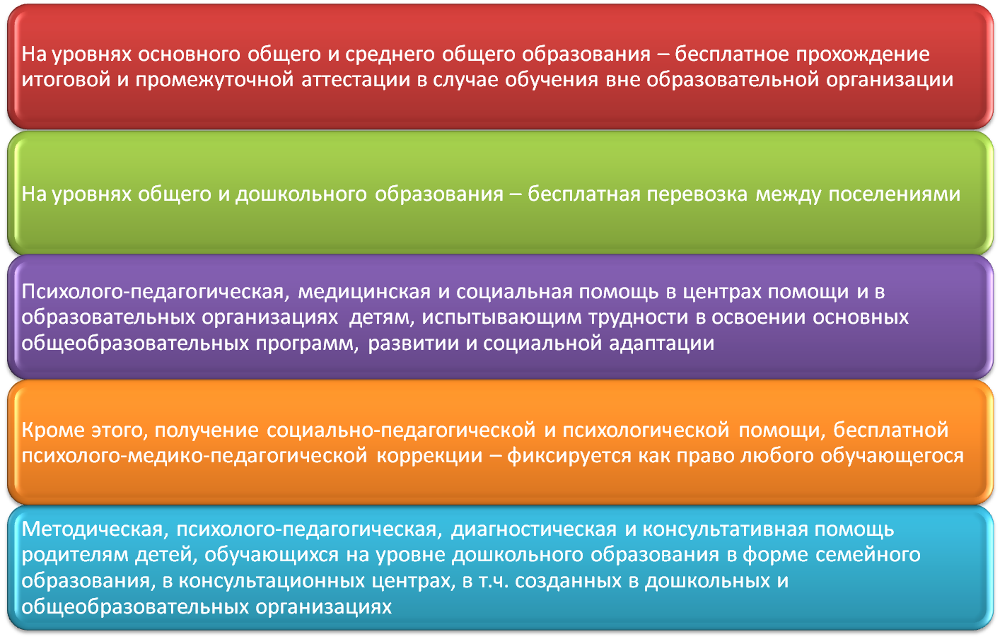 На уровнях основного общего и среднего общего образования – бесплатное прохождение
итоговой и промежуточной аттестации в случае обучения вне образовательной организации
На уровнях общего и дошкольного образования – бесплатная перевозка между поселениями
Психолого-педагогическая, медицинская и социальная помощь в центрах помощи и в
образовательных организациях детям, испытывающим трудности в освоении основных
общеобразовательных программ, развитии и социальной адаптации
Кроме этого, получение социально-педагогической и психологической помощи, бесплатной
психолого-медико-педагогической коррекции – фиксируется как право любого обучающегося
Методическая, психолого-педагогическая, диагностическая и консультативная помощь
родителям детей, обучающихся на уровне дошкольного образования в форме семейного
образования, в консультационных центрах, в т.ч. созданных в дошкольных и
общеобразовательных организациях